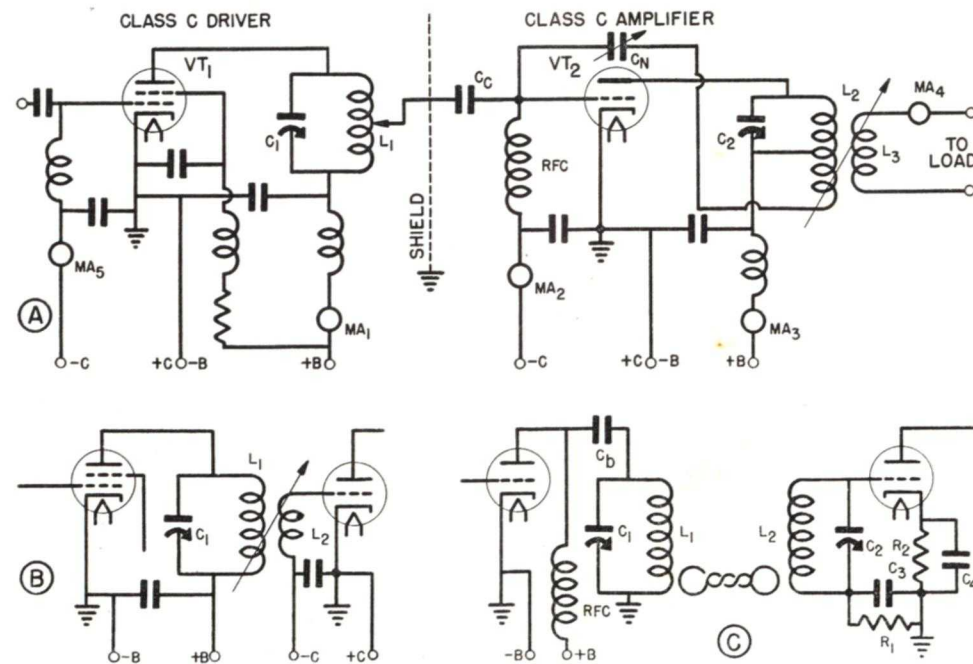 CLASS C DRIVER
CLASS C AMPLIFIER
VT1
C1
L1
MA5
MA1
-C
+C
-B
+B
SHIELD
CC
VT2
CN
RFC
C2
L2
L3
MA4
TO
LOAD
MA2
MA3
-C
+C
-B
+B
A
L1
C1
L2
-B
+B
-C
+C
B
Cb
C1
L1
RFC
-B
+B
L2
C2
R2
C3
R1
C